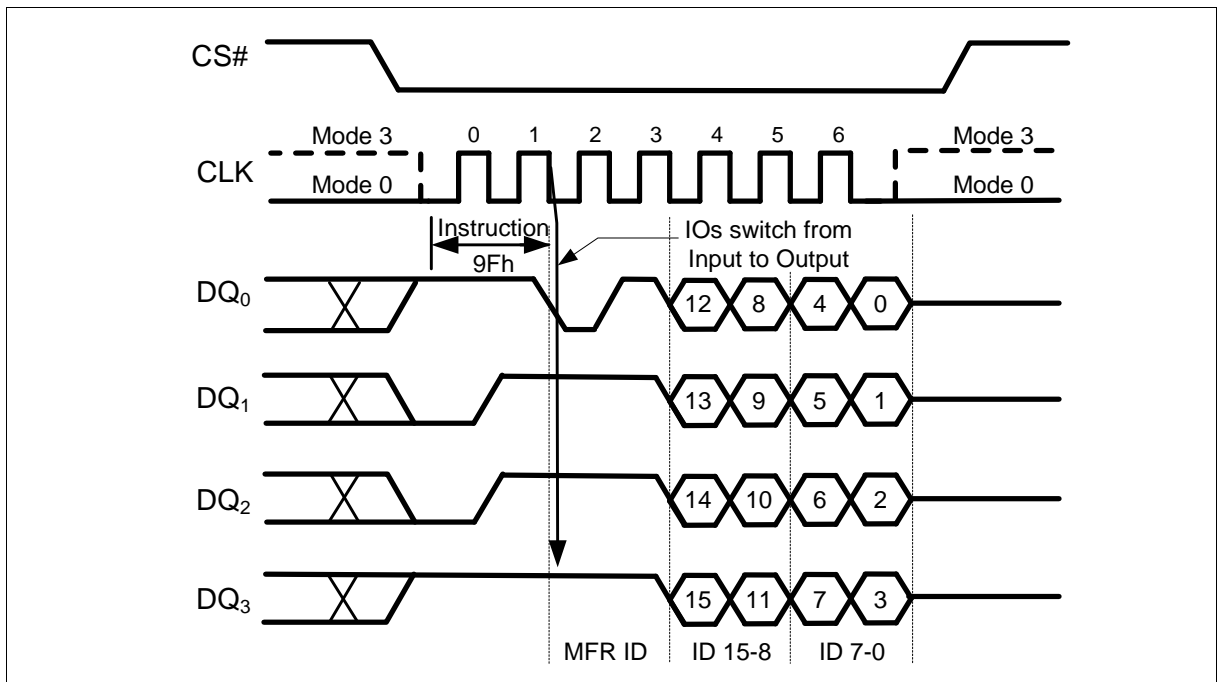 CS#
Mode 3 0 1 2 3 4 5 6 Mode 3
CLK
Mode 0 Mode 0
Instruction IOs switch from
9Fh Input to Output
DQ₀ 12 8 4 0
DQ₁ 13 9 5 1
DQ₂ 14 10 6 2
DQ₃ 15 11 7 3
MFR ID ID 15-8 ID 7-0